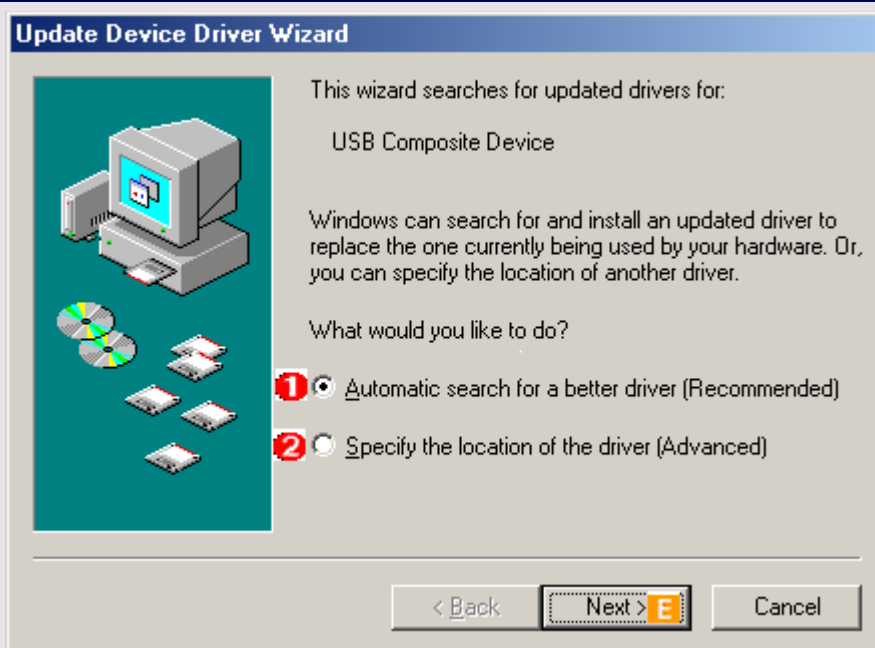 Update Device Driver Wizard
This wizard searches for updated drivers for:
USB Composite Device
Windows can search for and install an updated driver to
replace the one currently being used by your hardware. Or,
you can specify the location of another driver.
What would you like to do?
1 Automatic search for a better driver (Recommended)
2 Specify the location of the driver (Advanced)
< Back Next > E Cancel